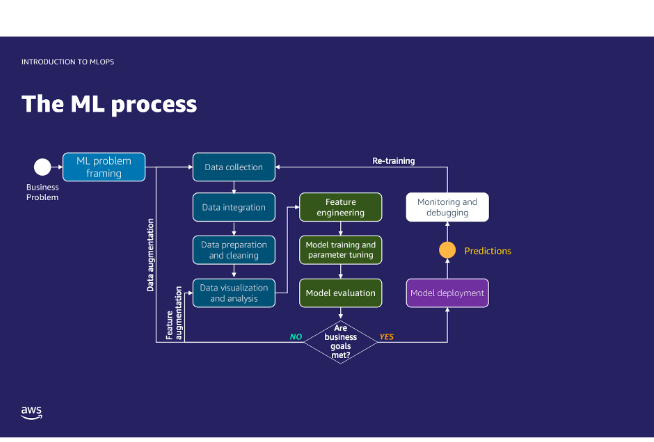 INTRODUCTION TO MLOPS
The ML process
ML problem
framing
Business
Problem
Data collection
Re-training
Data integration
Data preparation
and cleaning
Data visualization
and analysis
Feature
engineering
Model training and
parameter tuning
Model evaluation
Monitoring and
debugging
Predictions
Model deployment
Data augmentation
Feature
augmentation
NO
Are
business
goals
met?
YES
aws